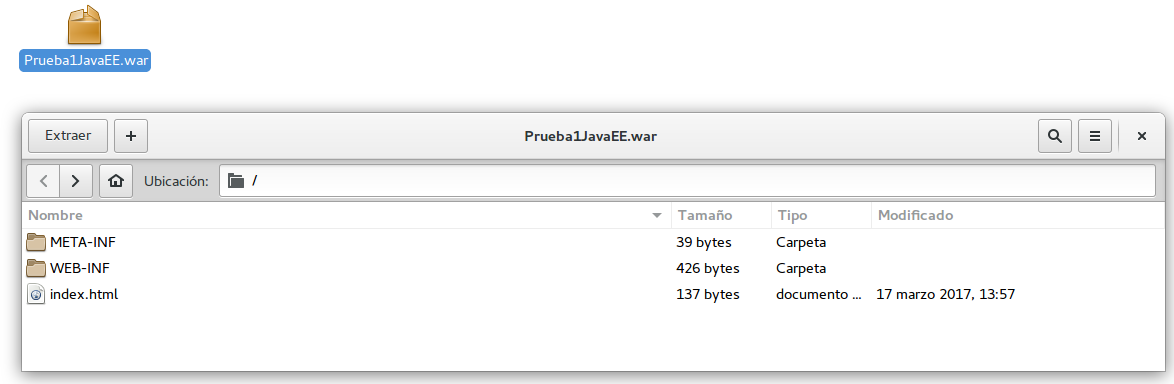 Prueba1JavaEE.war
Extraer + Prueba1JavaEE.war
Ubicación: /
Nombre Tamaño Tipo Modificado
META-INF 39 bytes Carpeta
WEB-INF 426 bytes Carpeta
index.html 137 bytes documento ... 17 marzo 2017, 13:57